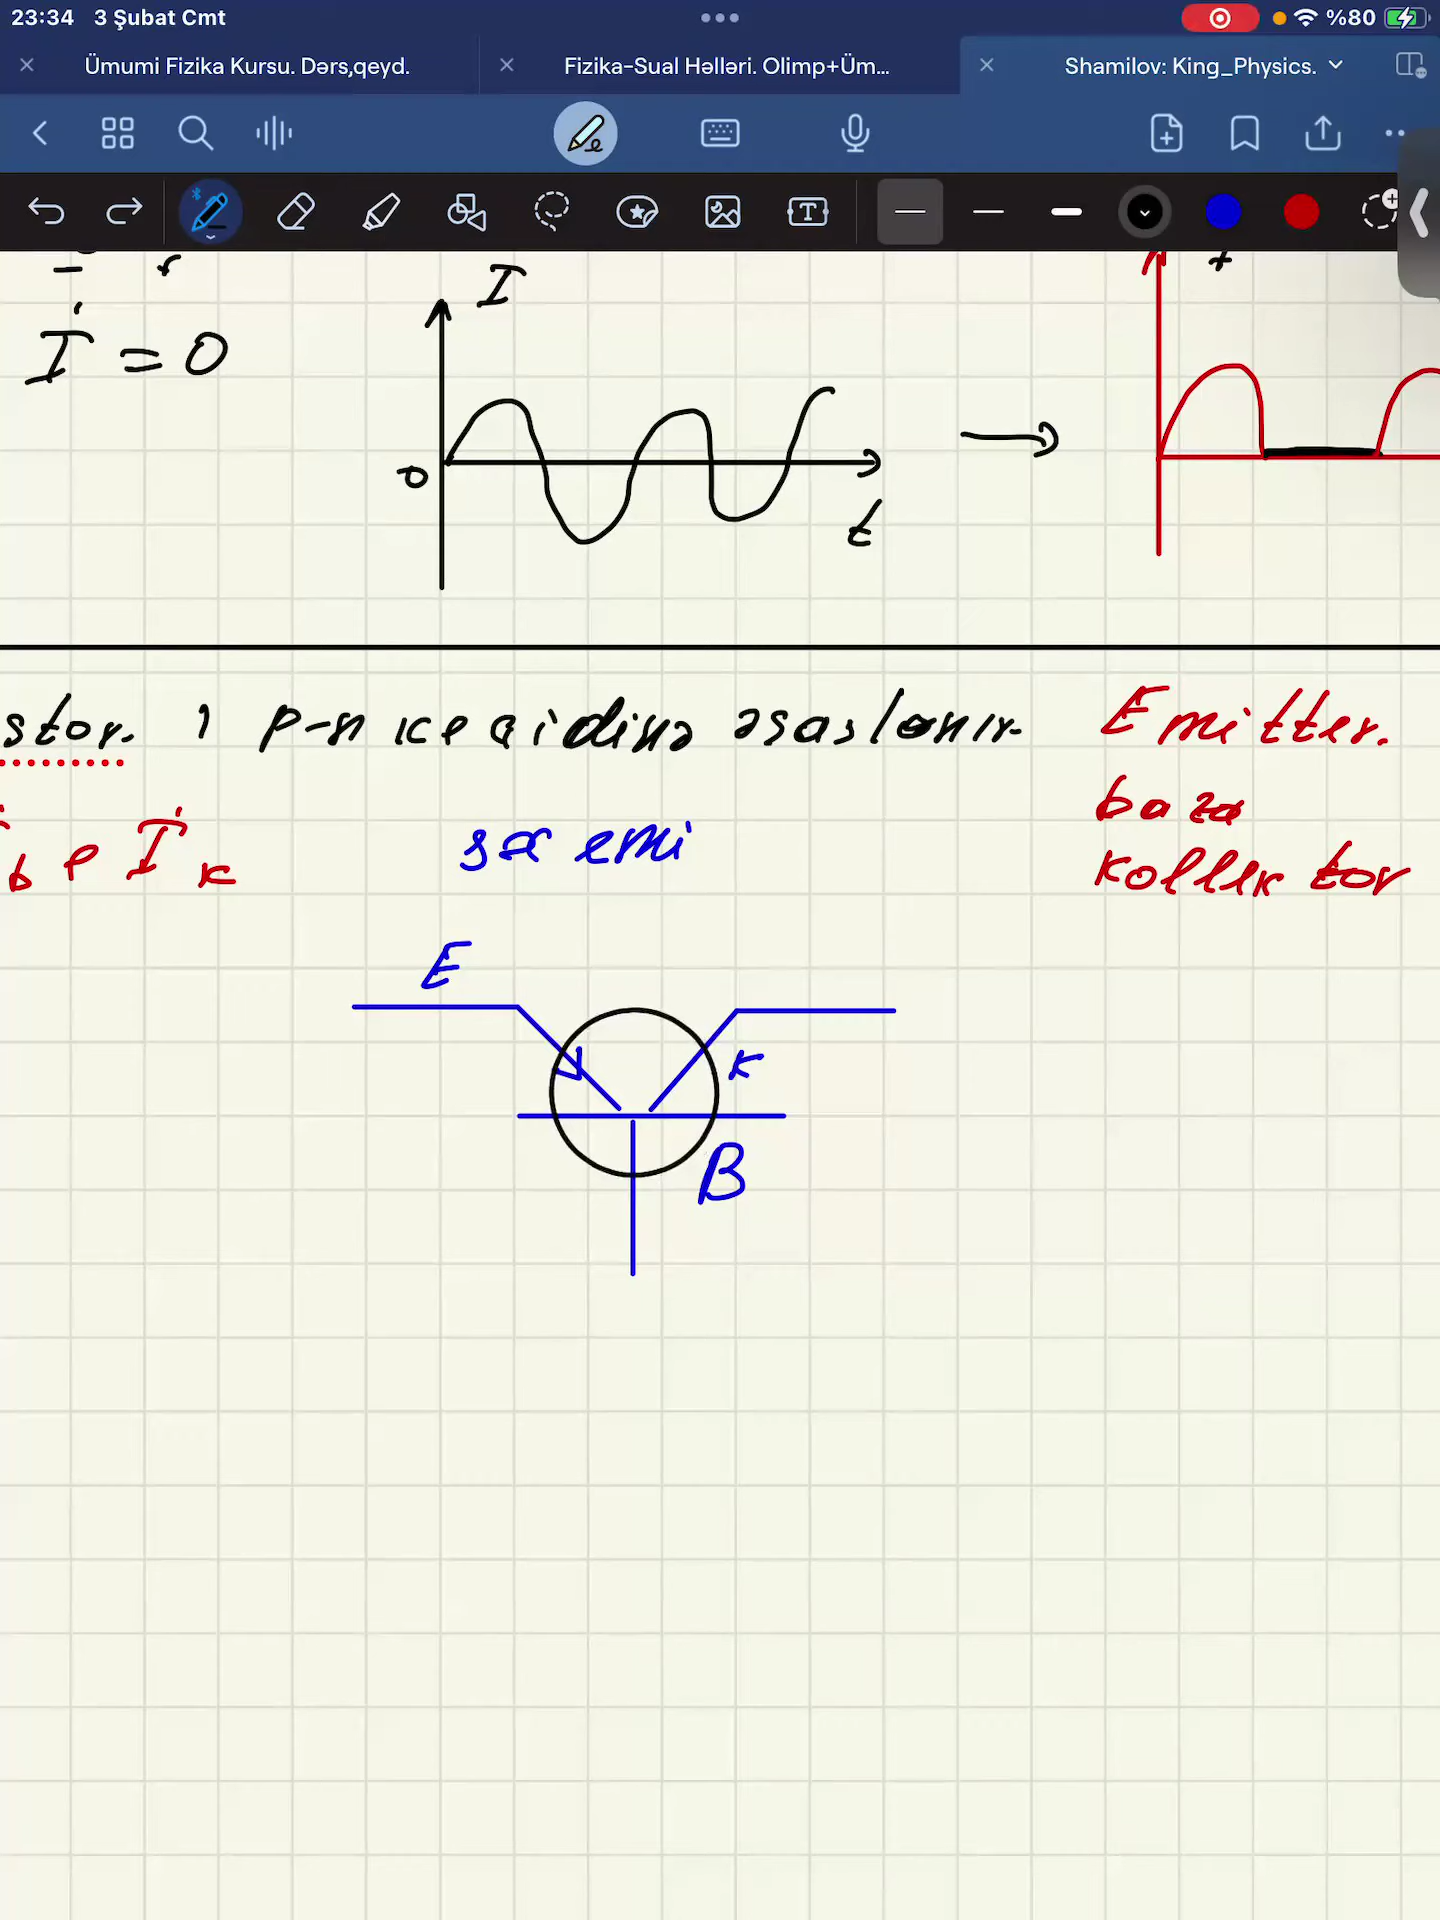 23:34 3 Şubat Cmt %80
Ümumi Fizika Kursu. Dərs,qeyd. Fizika-Sual Həlləri. Olimp+Üm... Shamilov: King_Physics.
I
+
İ = 0
0
t
stor. 1 p-n keçidinə əsaslanır. Emitter.
baza
b e İ K sxemi kollektor
E
K
B